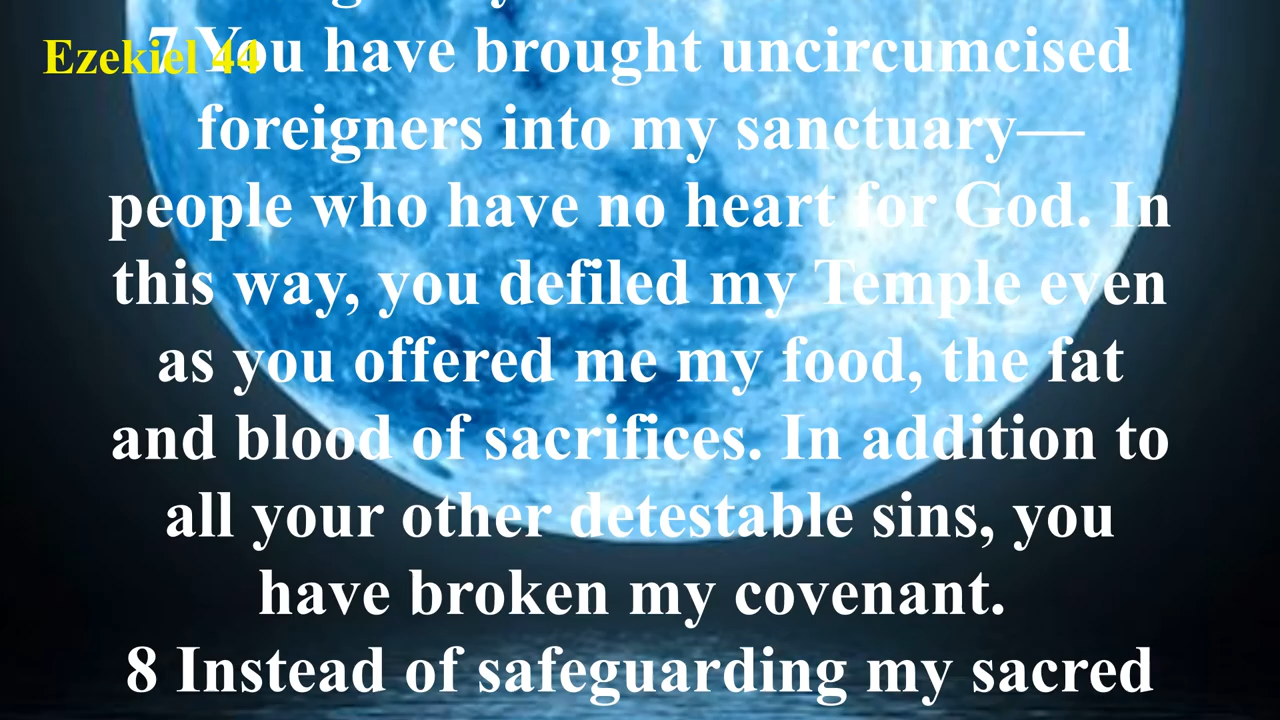 Ezekiel 44
7 You have brought uncircumcised
foreigners into my sanctuary—
people who have no heart for God. In
this way, you defiled my Temple even
as you offered me my food, the fat
and blood of sacrifices. In addition to
all your other detestable sins, you
have broken my covenant.
8 Instead of safeguarding my sacred